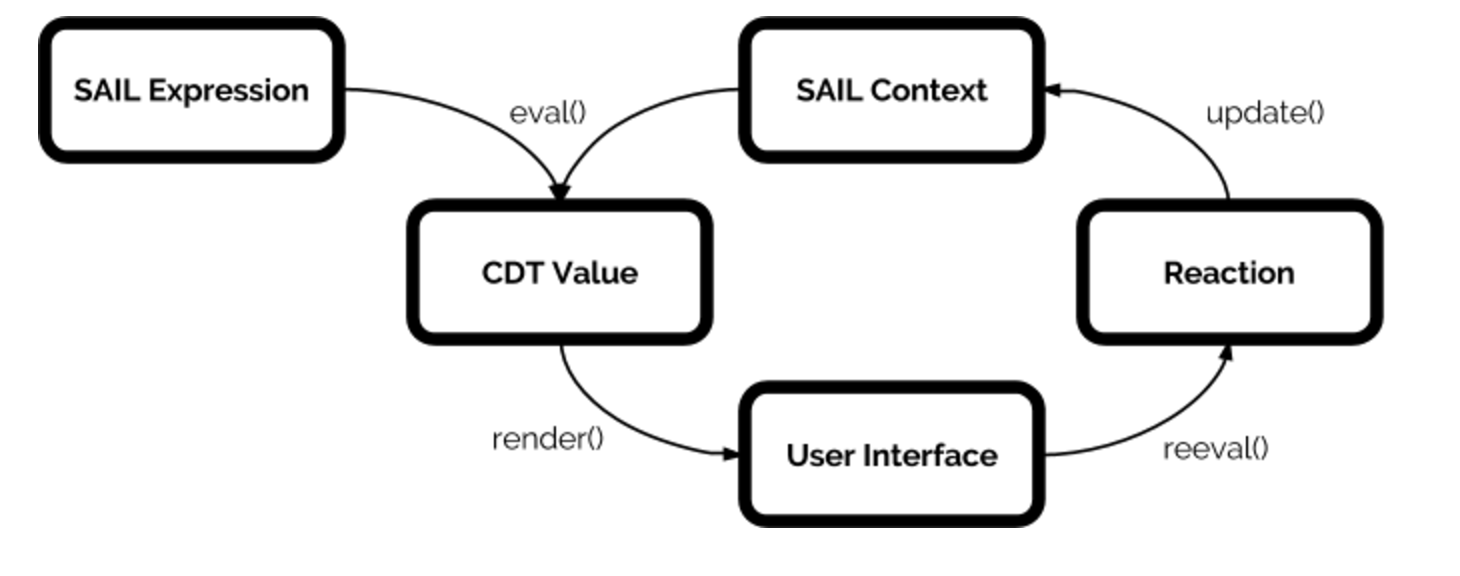 SAIL Expression
eval()
SAIL Context
update()
CDT Value
Reaction
render()
User Interface
reeval()